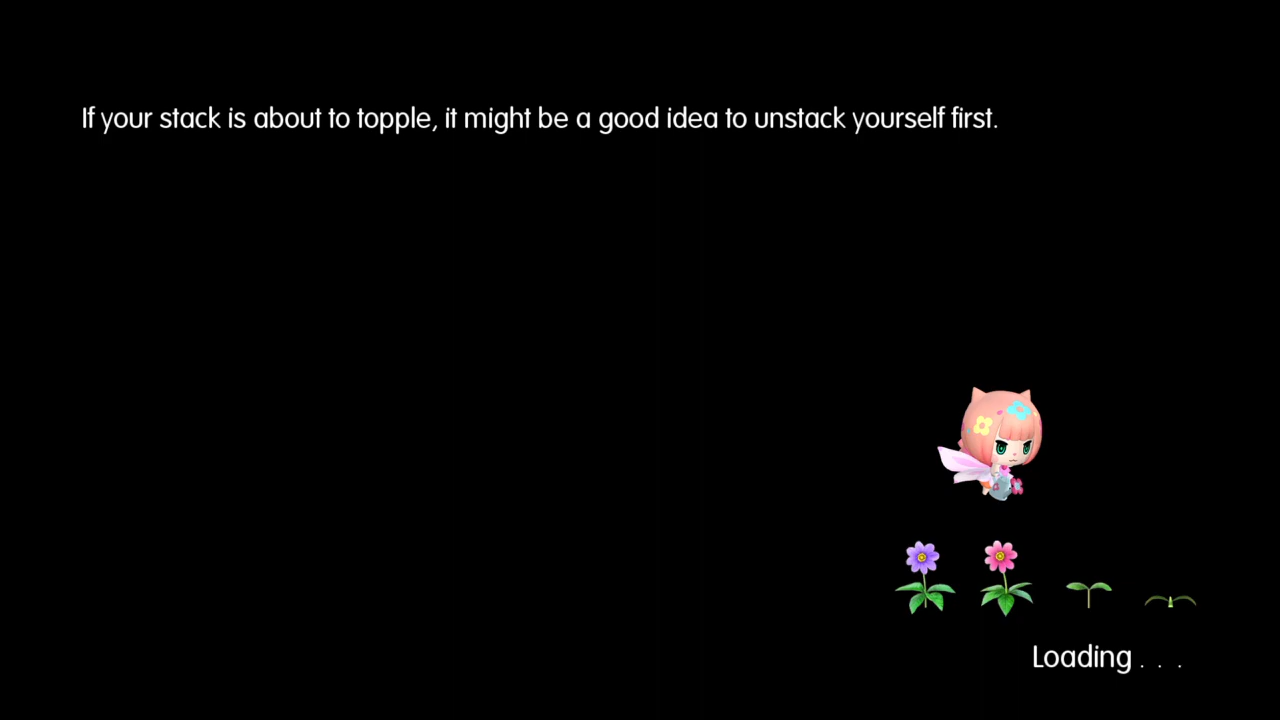 If your stack is about to topple, it might be a good idea to unstack yourself first.
Loading . . .